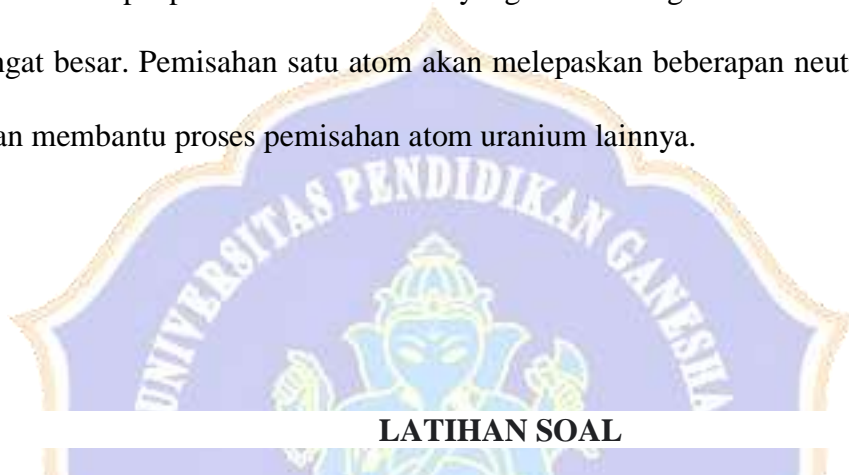 ngat besar. Pemisahan satu atom akan melepaskan beberapan neut
an membantu proses pemisahan atom uranium lainnya.
UNIVERSITAS PENDIDIKAN GANESHA
LATIHAN SOAL